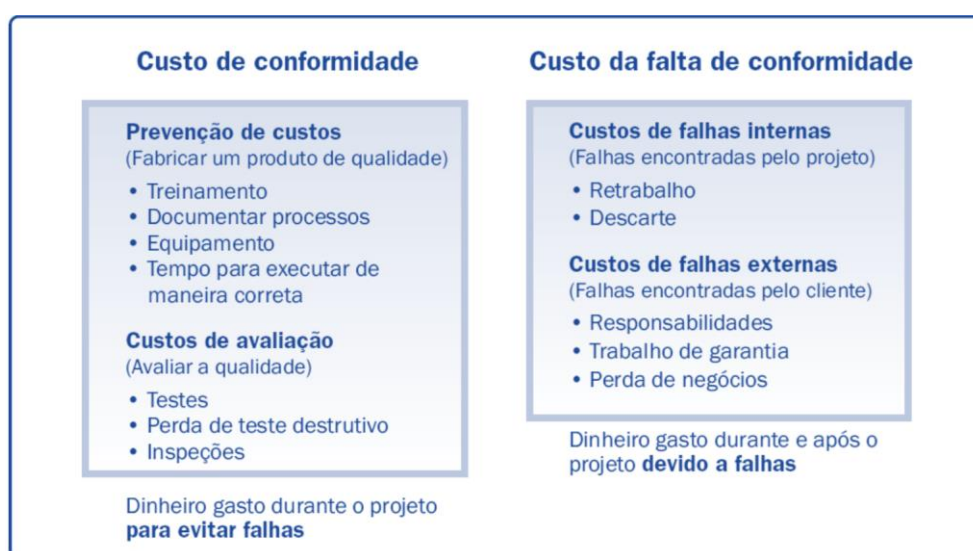 Custo de conformidade
Prevenção de custos
(Fabricar um produto de qualidade)
• Treinamento
• Documentar processos
• Equipamento
• Tempo para executar de
maneira correta
Custos de avaliação
(Avaliar a qualidade)
• Testes
• Perda de teste destrutivo
• Inspeções
Dinheiro gasto durante o projeto
para evitar falhas
Custo da falta de conformidade
Custos de falhas internas
(Falhas encontradas pelo projeto)
• Retrabalho
• Descarte
Custos de falhas externas
(Falhas encontradas pelo cliente)
• Responsabilidades
• Trabalho de garantia
• Perda de negócios
Dinheiro gasto durante e após o
projeto devido a falhas